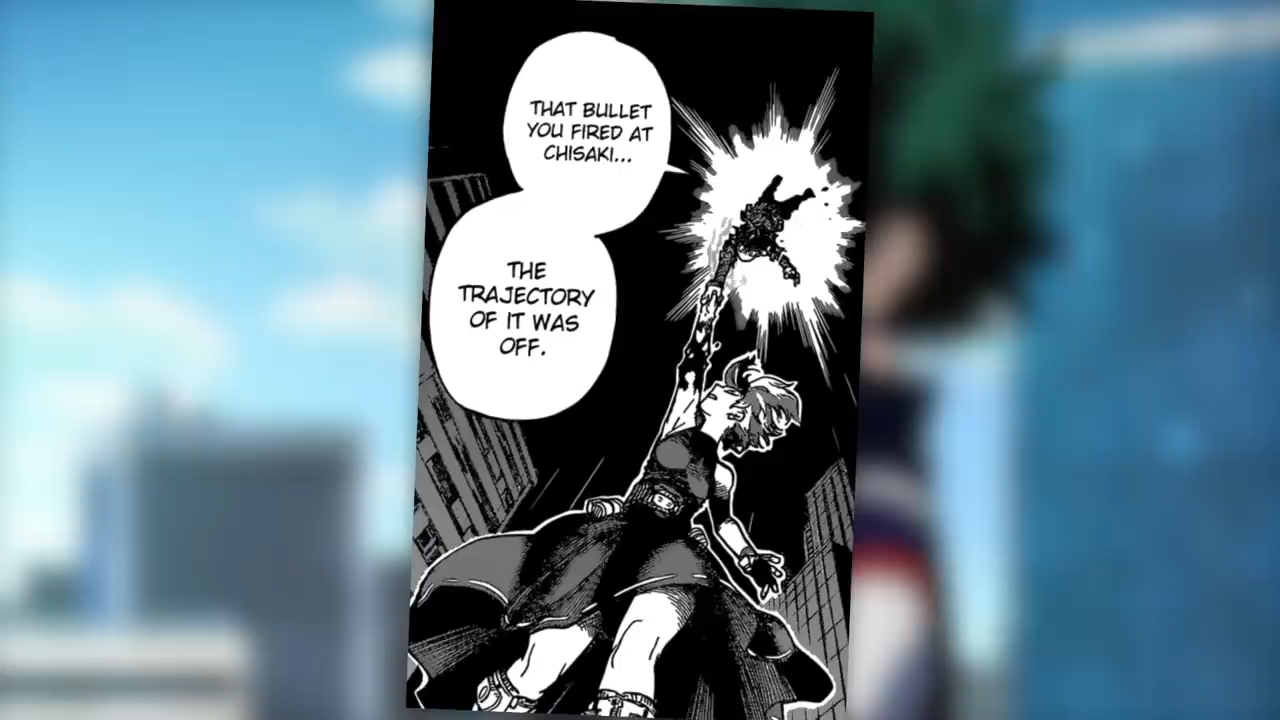 THAT BULLET
YOU FIRED AT
CHISAKI...
THE
TRAJECTORY
OF IT WAS
OFF.